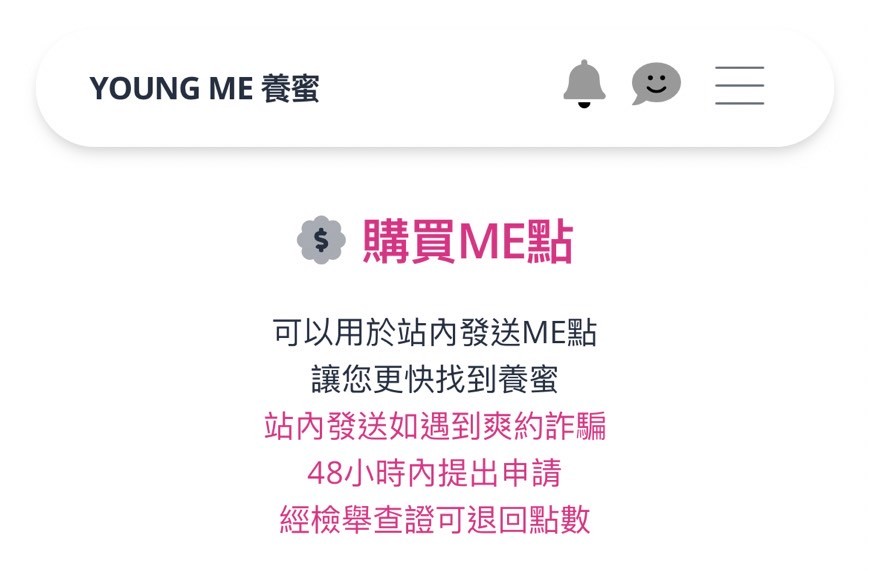 YOUNG ME 養蜜
$ 購買ME點
可以用於站內發送ME點
讓您更快找到養蜜
站內發送如遇到爽約詐騙
48小時內提出申請
經檢舉查證可退回點數